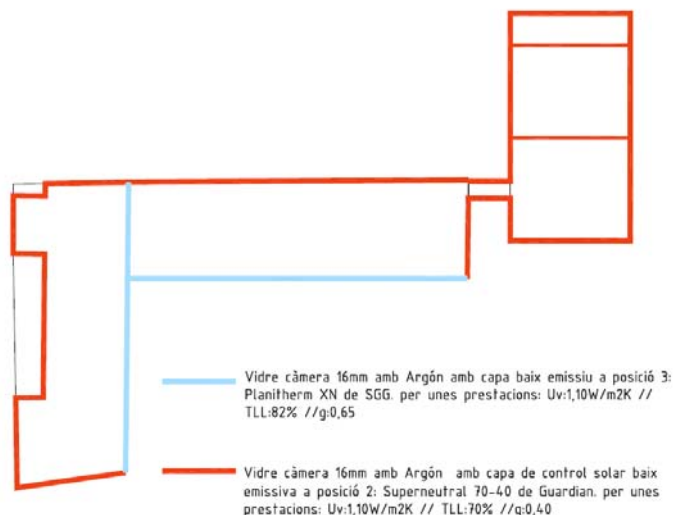 Vidre càmera 16mm amb Argón amb capa baix emissiu a posició 3:
Planitherm XN de SGG. per unes prestacions: Uv:1,10W/m2K //
TLL:82% //g:0,65
Vidre càmera 16mm amb Argón amb capa de control solar baix
emissiva a posició 2: Superneutral 70-40 de Guardian. per unes
prestacions: Uv:1,10W/m2K // TLL:70% //g:0,40